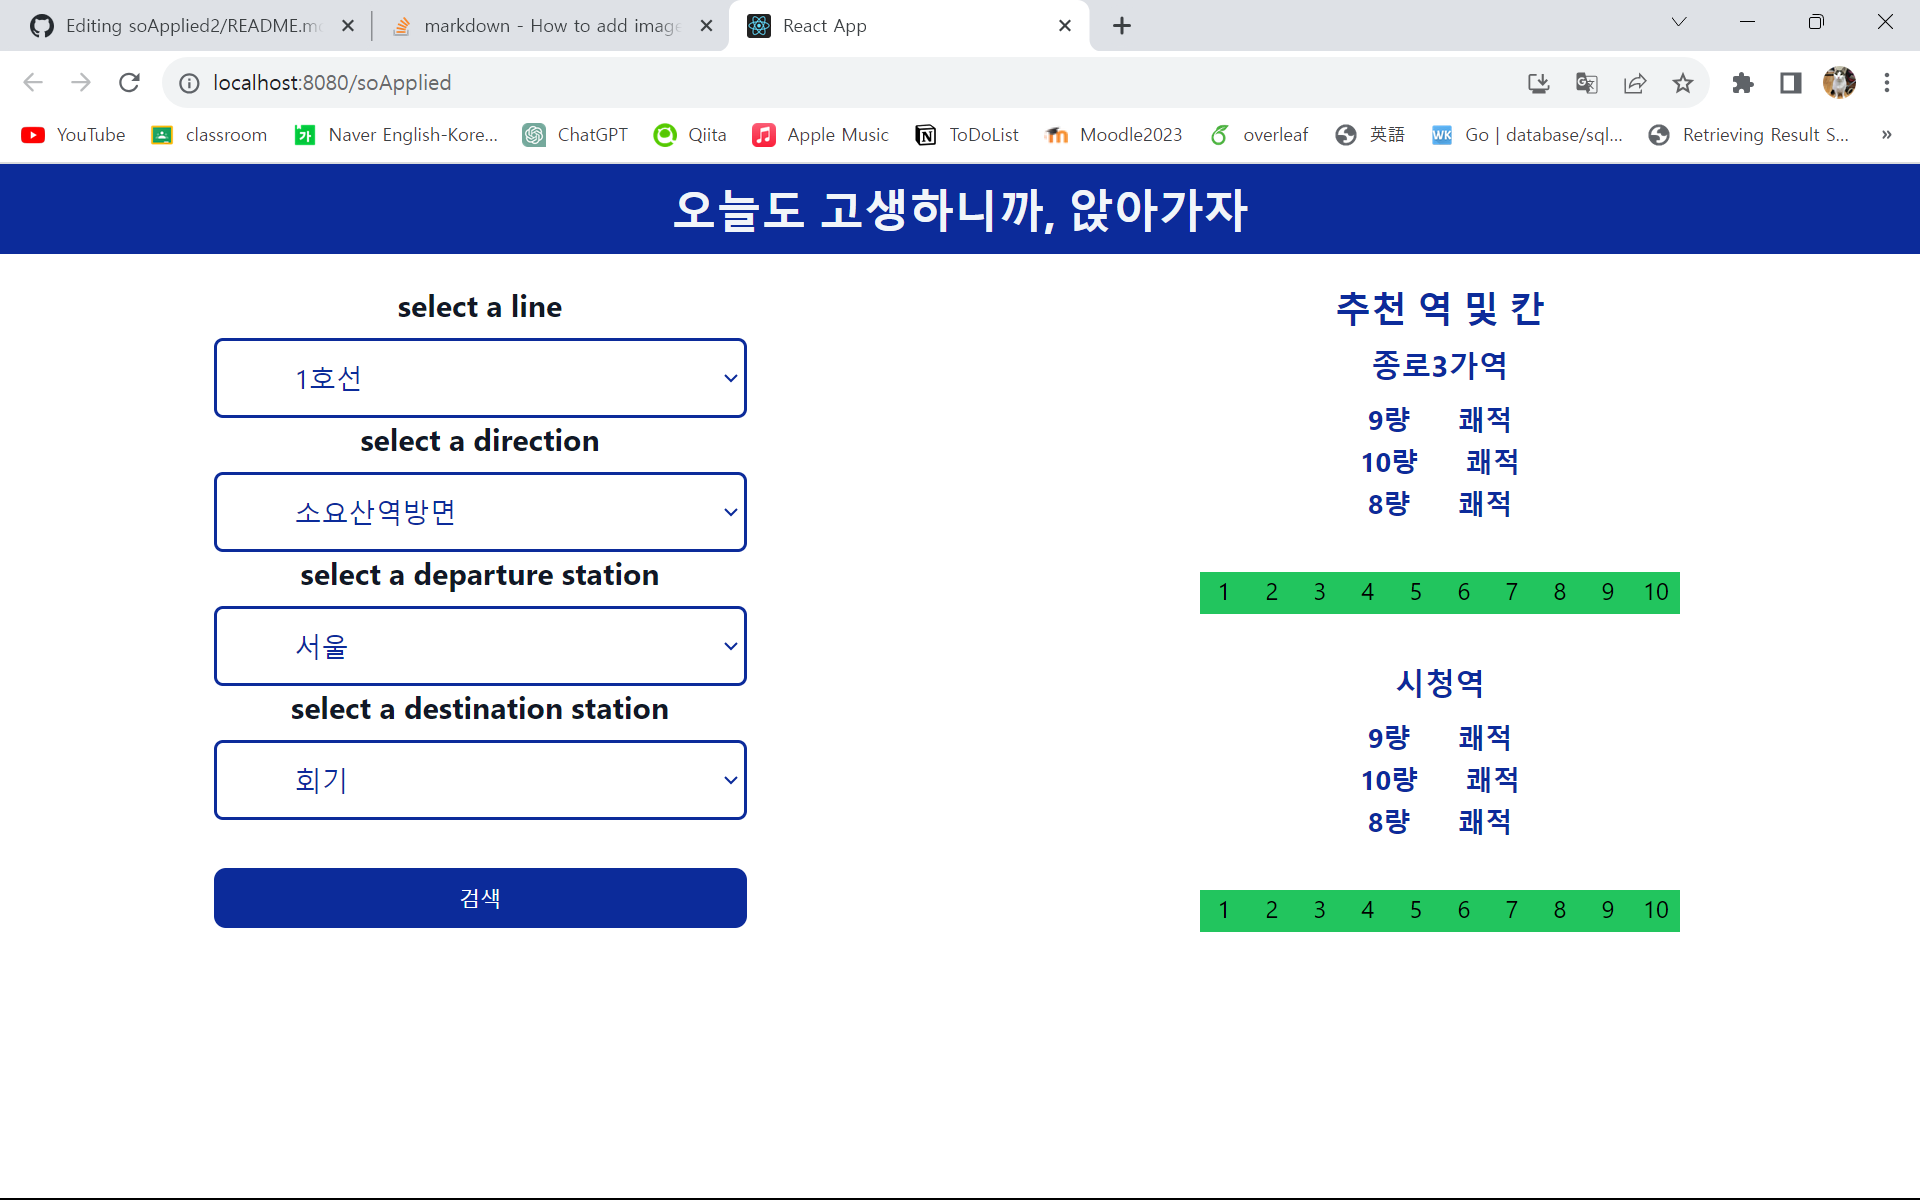 Editing soApplied2/README.m
markdown - How to add image
React App
localhost:8080/soApplied
YouTube classroom Naver English-Kore... ChatGPT Qiita Apple Music ToDoList Moodle2023 overleaf 英語 Go | database/sql... Retrieving Result S... »
오늘도 고생하니까, 앉아가자
select a line
1호선
select a direction
소요산역방면
select a departure station
서울
select a destination station
회기
검색
추천 역 및 칸
종로3가역
9량 쾌적
10량 쾌적
8량 쾌적
1 2 3 4 5 6 7 8 9 10
시청역
9량 쾌적
10량 쾌적
8량 쾌적
1 2 3 4 5 6 7 8 9 10